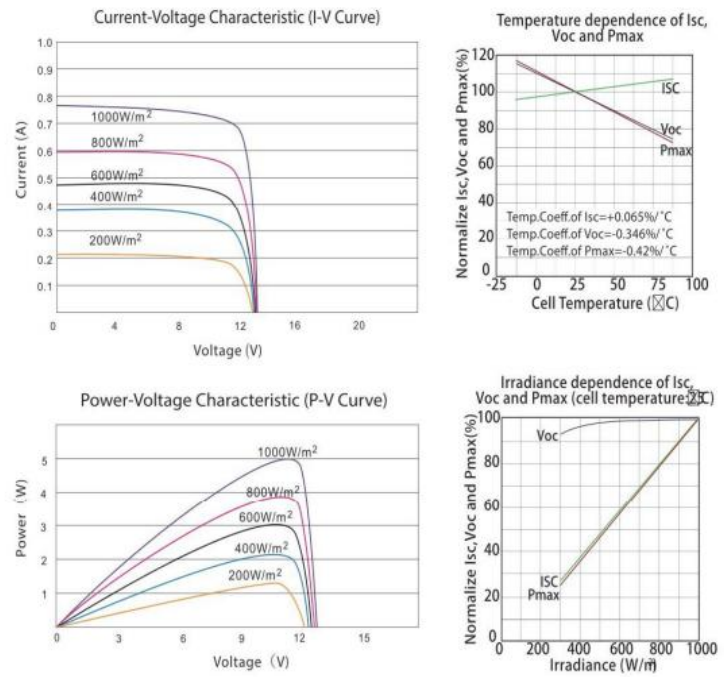 Current-Voltage Characteristic (I-V Curve)
1.0
0.9
0.8
0.7
0.6
0.5
0.4
0.3
0.2
0.1
Current (A)
1000W/m²
800W/m²
600W/m²
400W/m²
200W/m²
0 4 8 12 16 20
Voltage (V)
Temperature dependence of Isc,
Voc and Pmax
Normalize Isc,Voc and Pmax(%)
120
100
80
60
40
20
0
ISC
Voc
Pmax
Temp.Coeff.of Isc=+0.065%/˚C
Temp.Coeff.of Voc=-0.346%/˚C
Temp.Coeff.of Pmax=-0.42%/˚C
-25 0 25 50 75 100
Cell Temperature (□C)
Power-Voltage Characteristic (P-V Curve)
5
4
3
2
1
Power (W)
1000W/m²
800W/m²
600W/m²
400W/m²
200W/m²
0 3 6 9 12 15
Voltage (V)
Irradiance dependence of Isc,
Voc and Pmax (cell temperature:25C)
Normalize Isc,Voc and Pmax(%)
100
80
60
40
20
0
Voc
ISC
Pmax
0 200 400 600 800 1000
Irradiance (W/m²)